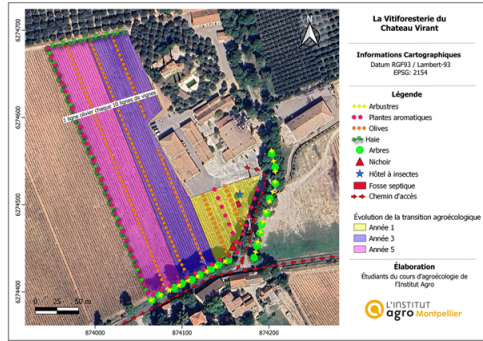 La Vitiforesterie du
Chateau Virant
Informations Cartographiques
Datum RGF93 / Lambert-93
EPSG: 2154
Légende
Arbustres
Plantes aromatiques
Olives
Haie
Arbres
Nichoir
Hôtel à insectes
Fosse septique
Chemin d'accès
Évolution de la transition agroécologique
Année 1
Année 3
Année 5
Élaboration
Étudiants du cours d'agroécologie de
l'Institut Agro
L'INSTITUT
agro Montpellier
N
1 ligne olivier chaque 10 lignes de vignes
6274700
6274600
6274500
6274400
0 25 50 m
874000 874100 874200